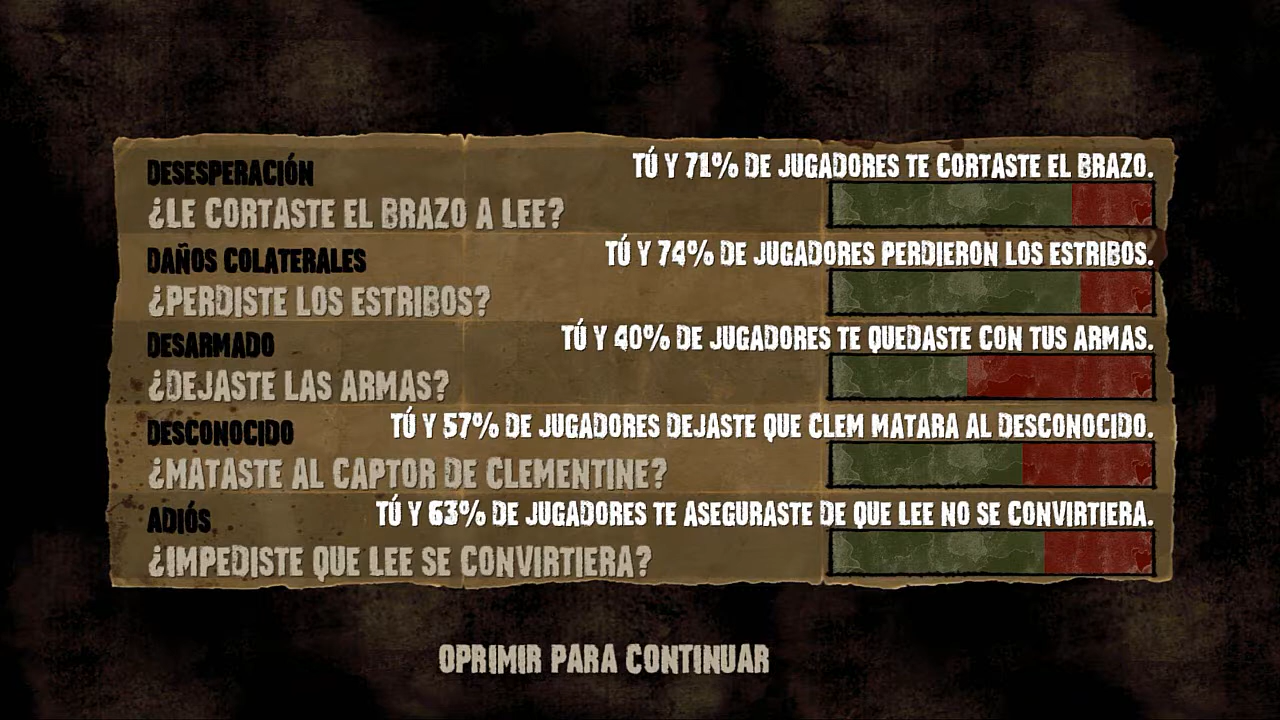 DESESPERACIÓN
TÚ Y 71% DE JUGADORES TE CORTASTE EL BRAZO.
¿LE CORTASTE EL BRAZO A LEE?
DAÑOS COLATERALES
TÚ Y 74% DE JUGADORES PERDIERON LOS ESTRIBOS.
¿PERDISTE LOS ESTRIBOS?
DESARMADO
TÚ Y 40% DE JUGADORES TE QUEDASTE CON TUS ARMAS.
¿DEJASTE LAS ARMAS?
DESCONOCIDO
TÚ Y 57% DE JUGADORES DEJASTE QUE CLEM MATARA AL DESCONOCIDO.
¿MATASTE AL CAPTOR DE CLEMENTINE?
ADIÓS
TÚ Y 63% DE JUGADORES TE ASEGURASTE DE QUE LEE NO SE CONVIRTIERA.
¿IMPEDISTE QUE LEE SE CONVIRTIERA?
OPRIMIR PARA CONTINUAR